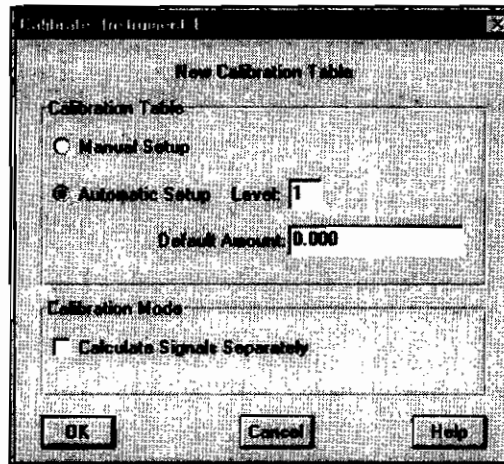 Calibrate Instrument 1
New Calibration Table
Calibration Table
Manual Setup
Automatic Setup Level: 1
Default Amount: 0.000
Calibration Mode
Calculate Signals Separately
OK Cancel Help